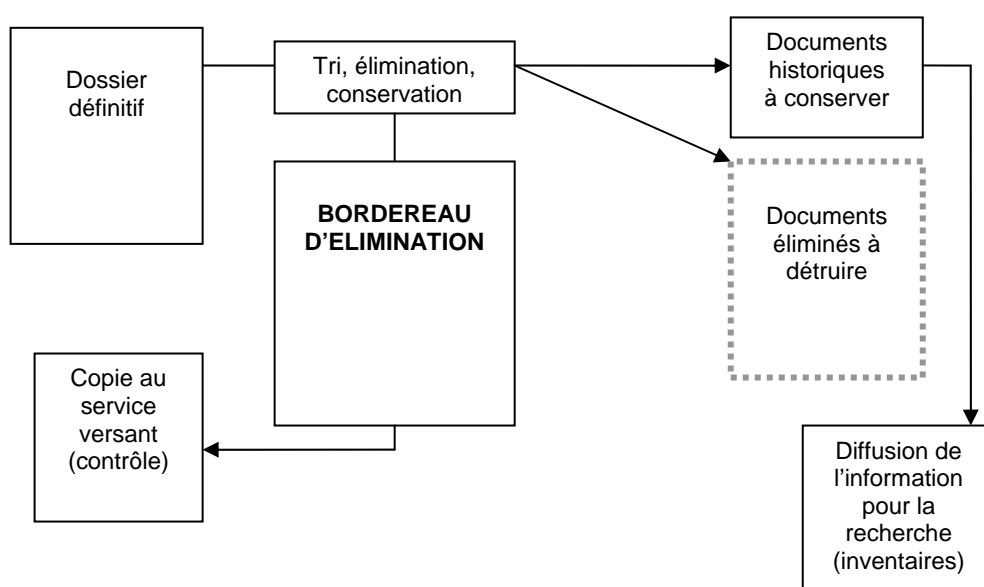 Dossier
définitif
Tri, élimination,
conservation
Documents
historiques
à conserver
BORDEREAU
D’ELIMINATION
Documents
éliminés à
détruire
Copie au
service
versant
(contrôle)
Diffusion de
l’information
pour la
recherche
(inventaires)